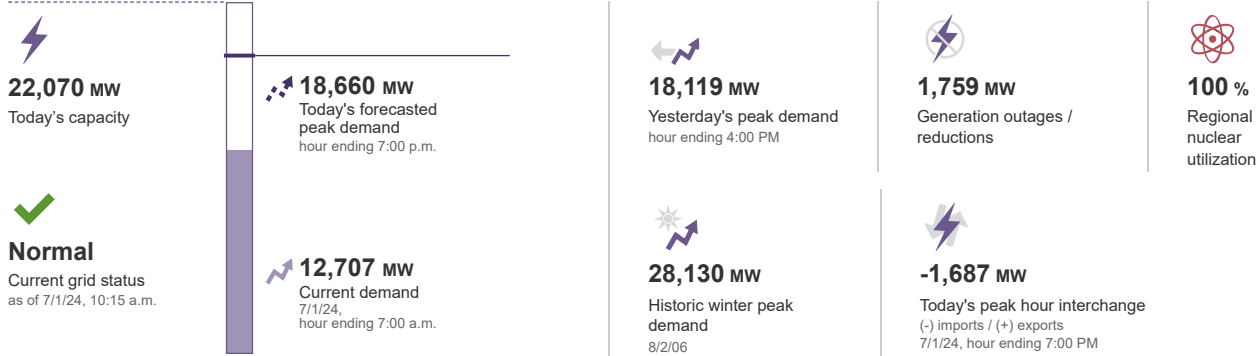 22,070 MW
Today's capacity
Normal
Current grid status
as of 7/1/24, 10:15 a.m.
18,660 MW
Today's forecasted
peak demand
hour ending 7:00 p.m.
12,707 MW
Current demand
7/1/24,
hour ending 7:00 a.m.
18,119 MW
Yesterday's peak demand
hour ending 4:00 PM
1,759 MW
Generation outages /
reductions
100 %
Regional
nuclear
utilization
28,130 MW
Historic winter peak
demand
8/2/06
-1,687 MW
Today's peak hour interchange
(-) imports / (+) exports
7/1/24, hour ending 7:00 PM